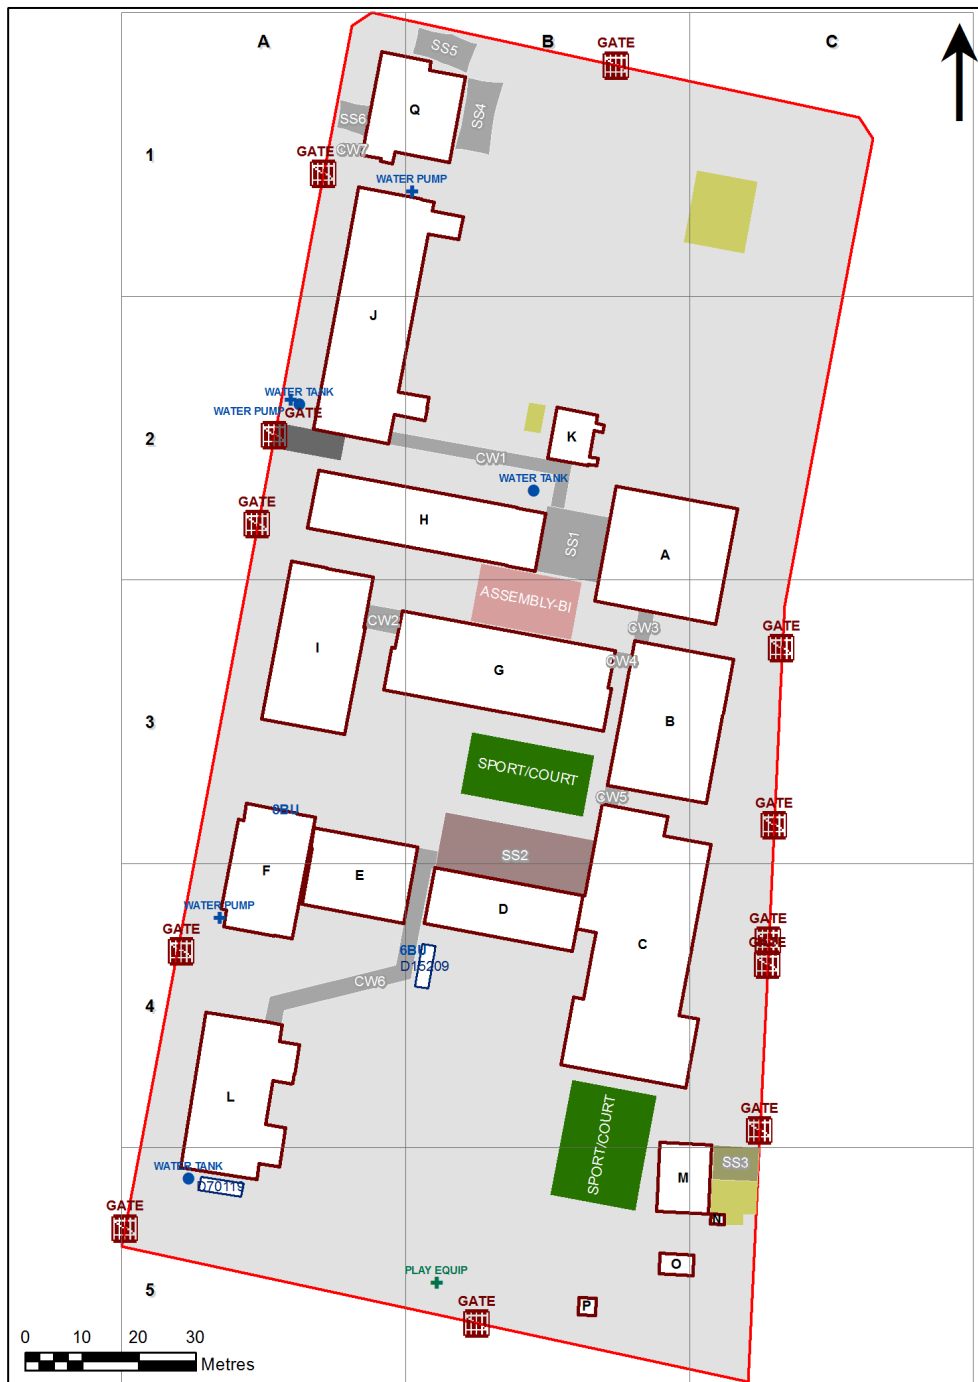 A
B
C
GATE
SS5
Q
SS4
SS6
1
GATE
CW7
WATER PUMP
J
WATER TANK
WATER PUMP
GATE
2
K
CW1
WATER TANK
GATE
H
A
SS1
ASSEMBLY-BI
CW2
CW3
GATE
I
CW4
G
3
B
SPORT/COURT
CW5
8BU
GATE
SS2
F
E
D
WATER PUMP
GATE
GATE
GATE
C
6BU
D15209
CW6
4
L
SPORT/COURT
GATE
WATER TANK
SS3
M
D70119
GATE
N
O
PLAY EQUIP
5
P
GATE
0 10 20 30
Metres